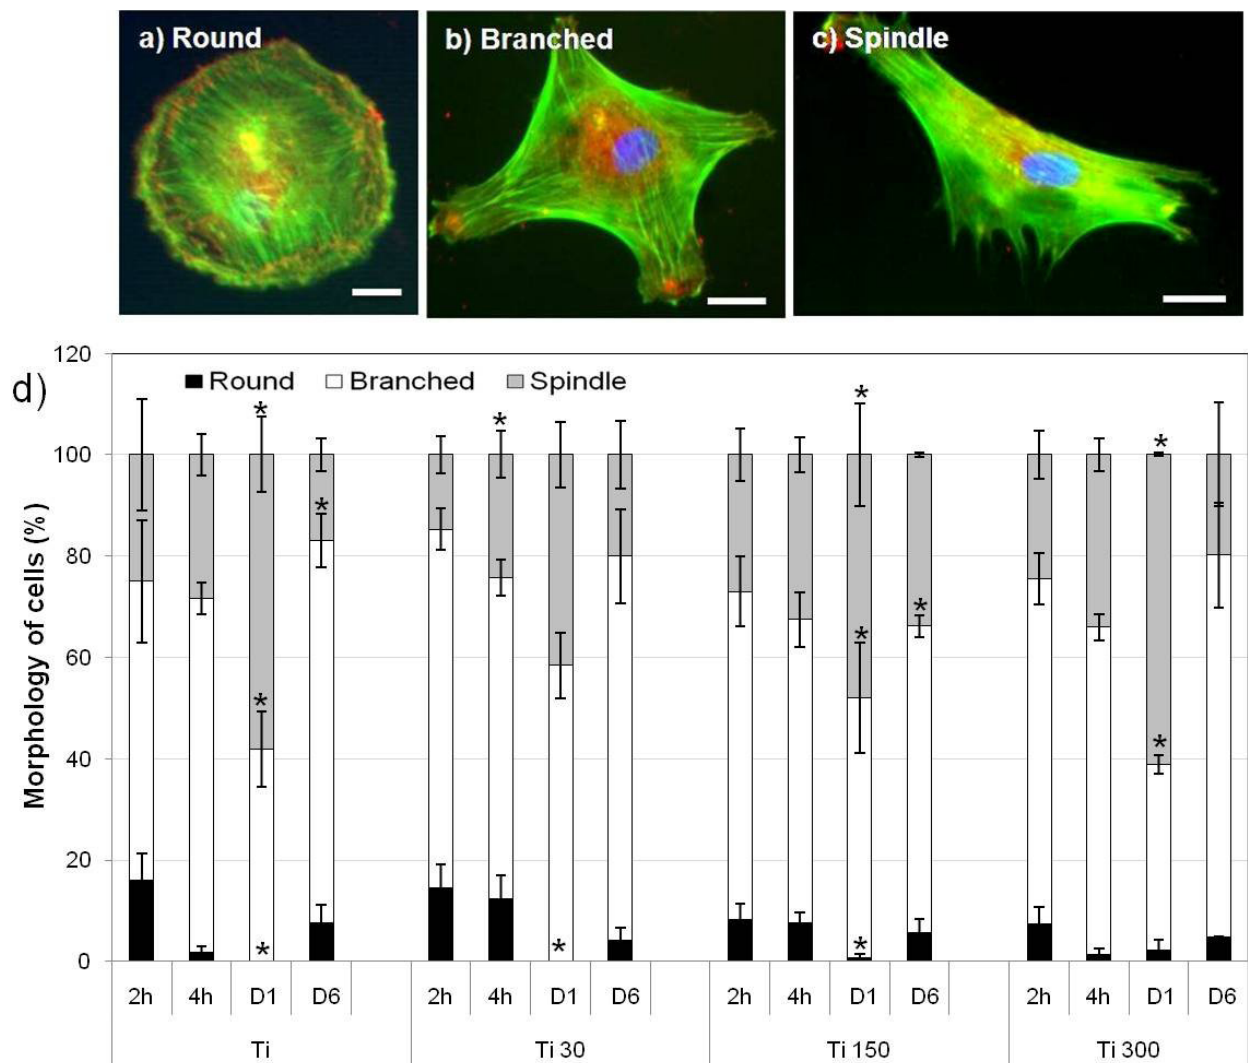 a) Round
b) Branched
c) Spindle
d)
Round Branched Spindle
Morphology of cells (%)
120
100
80
60
40
20
0
* * * * * * * * * * * * * *
2h 4h D1 D6 2h 4h D1 D6 2h 4h D1 D6 2h 4h D1 D6
Ti Ti 30 Ti 150 Ti 300